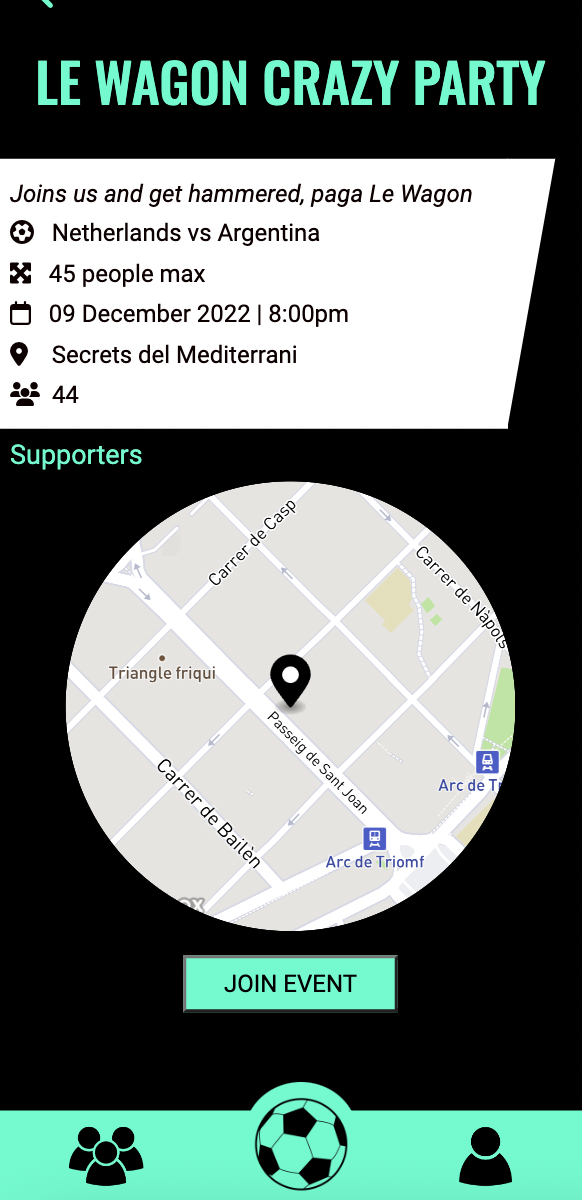 LE WAGON CRAZY PARTY
Joins us and get hammered, paga Le Wagon
Netherlands vs Argentina
45 people max
09 December 2022 | 8:00pm
Secrets del Mediterrani
44
Supporters
Carrer de Casp
Carrer de Nàpols
Triangle friqui
Passeig de Sant Joan
Carrer de Bailèn
Arc de Tr
Arc de Triomf
JOIN EVENT